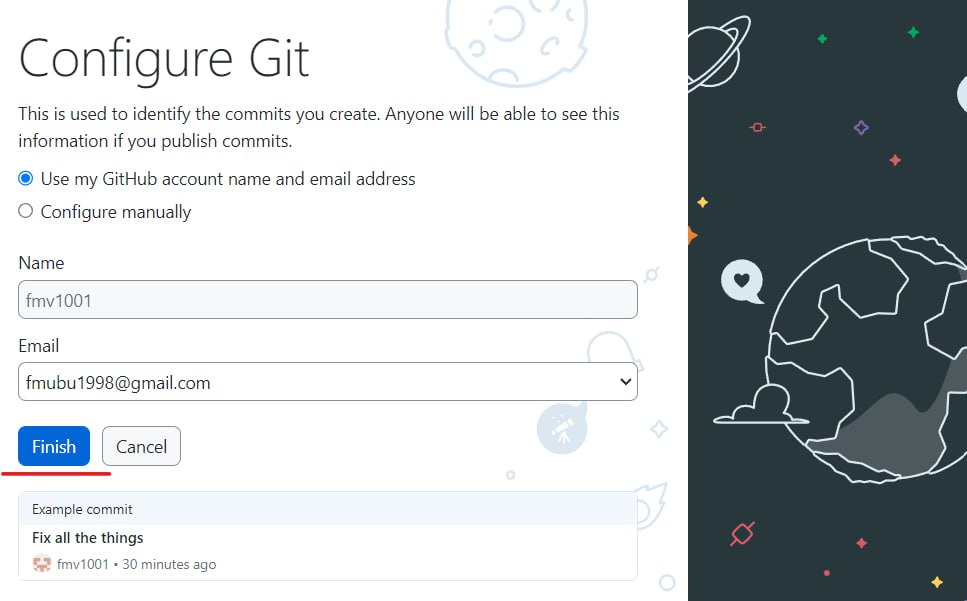 Configure Git
This is used to identify the commits you create. Anyone will be able to see this
information if you publish commits.
Use my GitHub account name and email address
Configure manually
Name
fmv1001
Email
fmubu1998@gmail.com
Finish Cancel
Example commit
Fix all the things
fmv1001 • 30 minutes ago